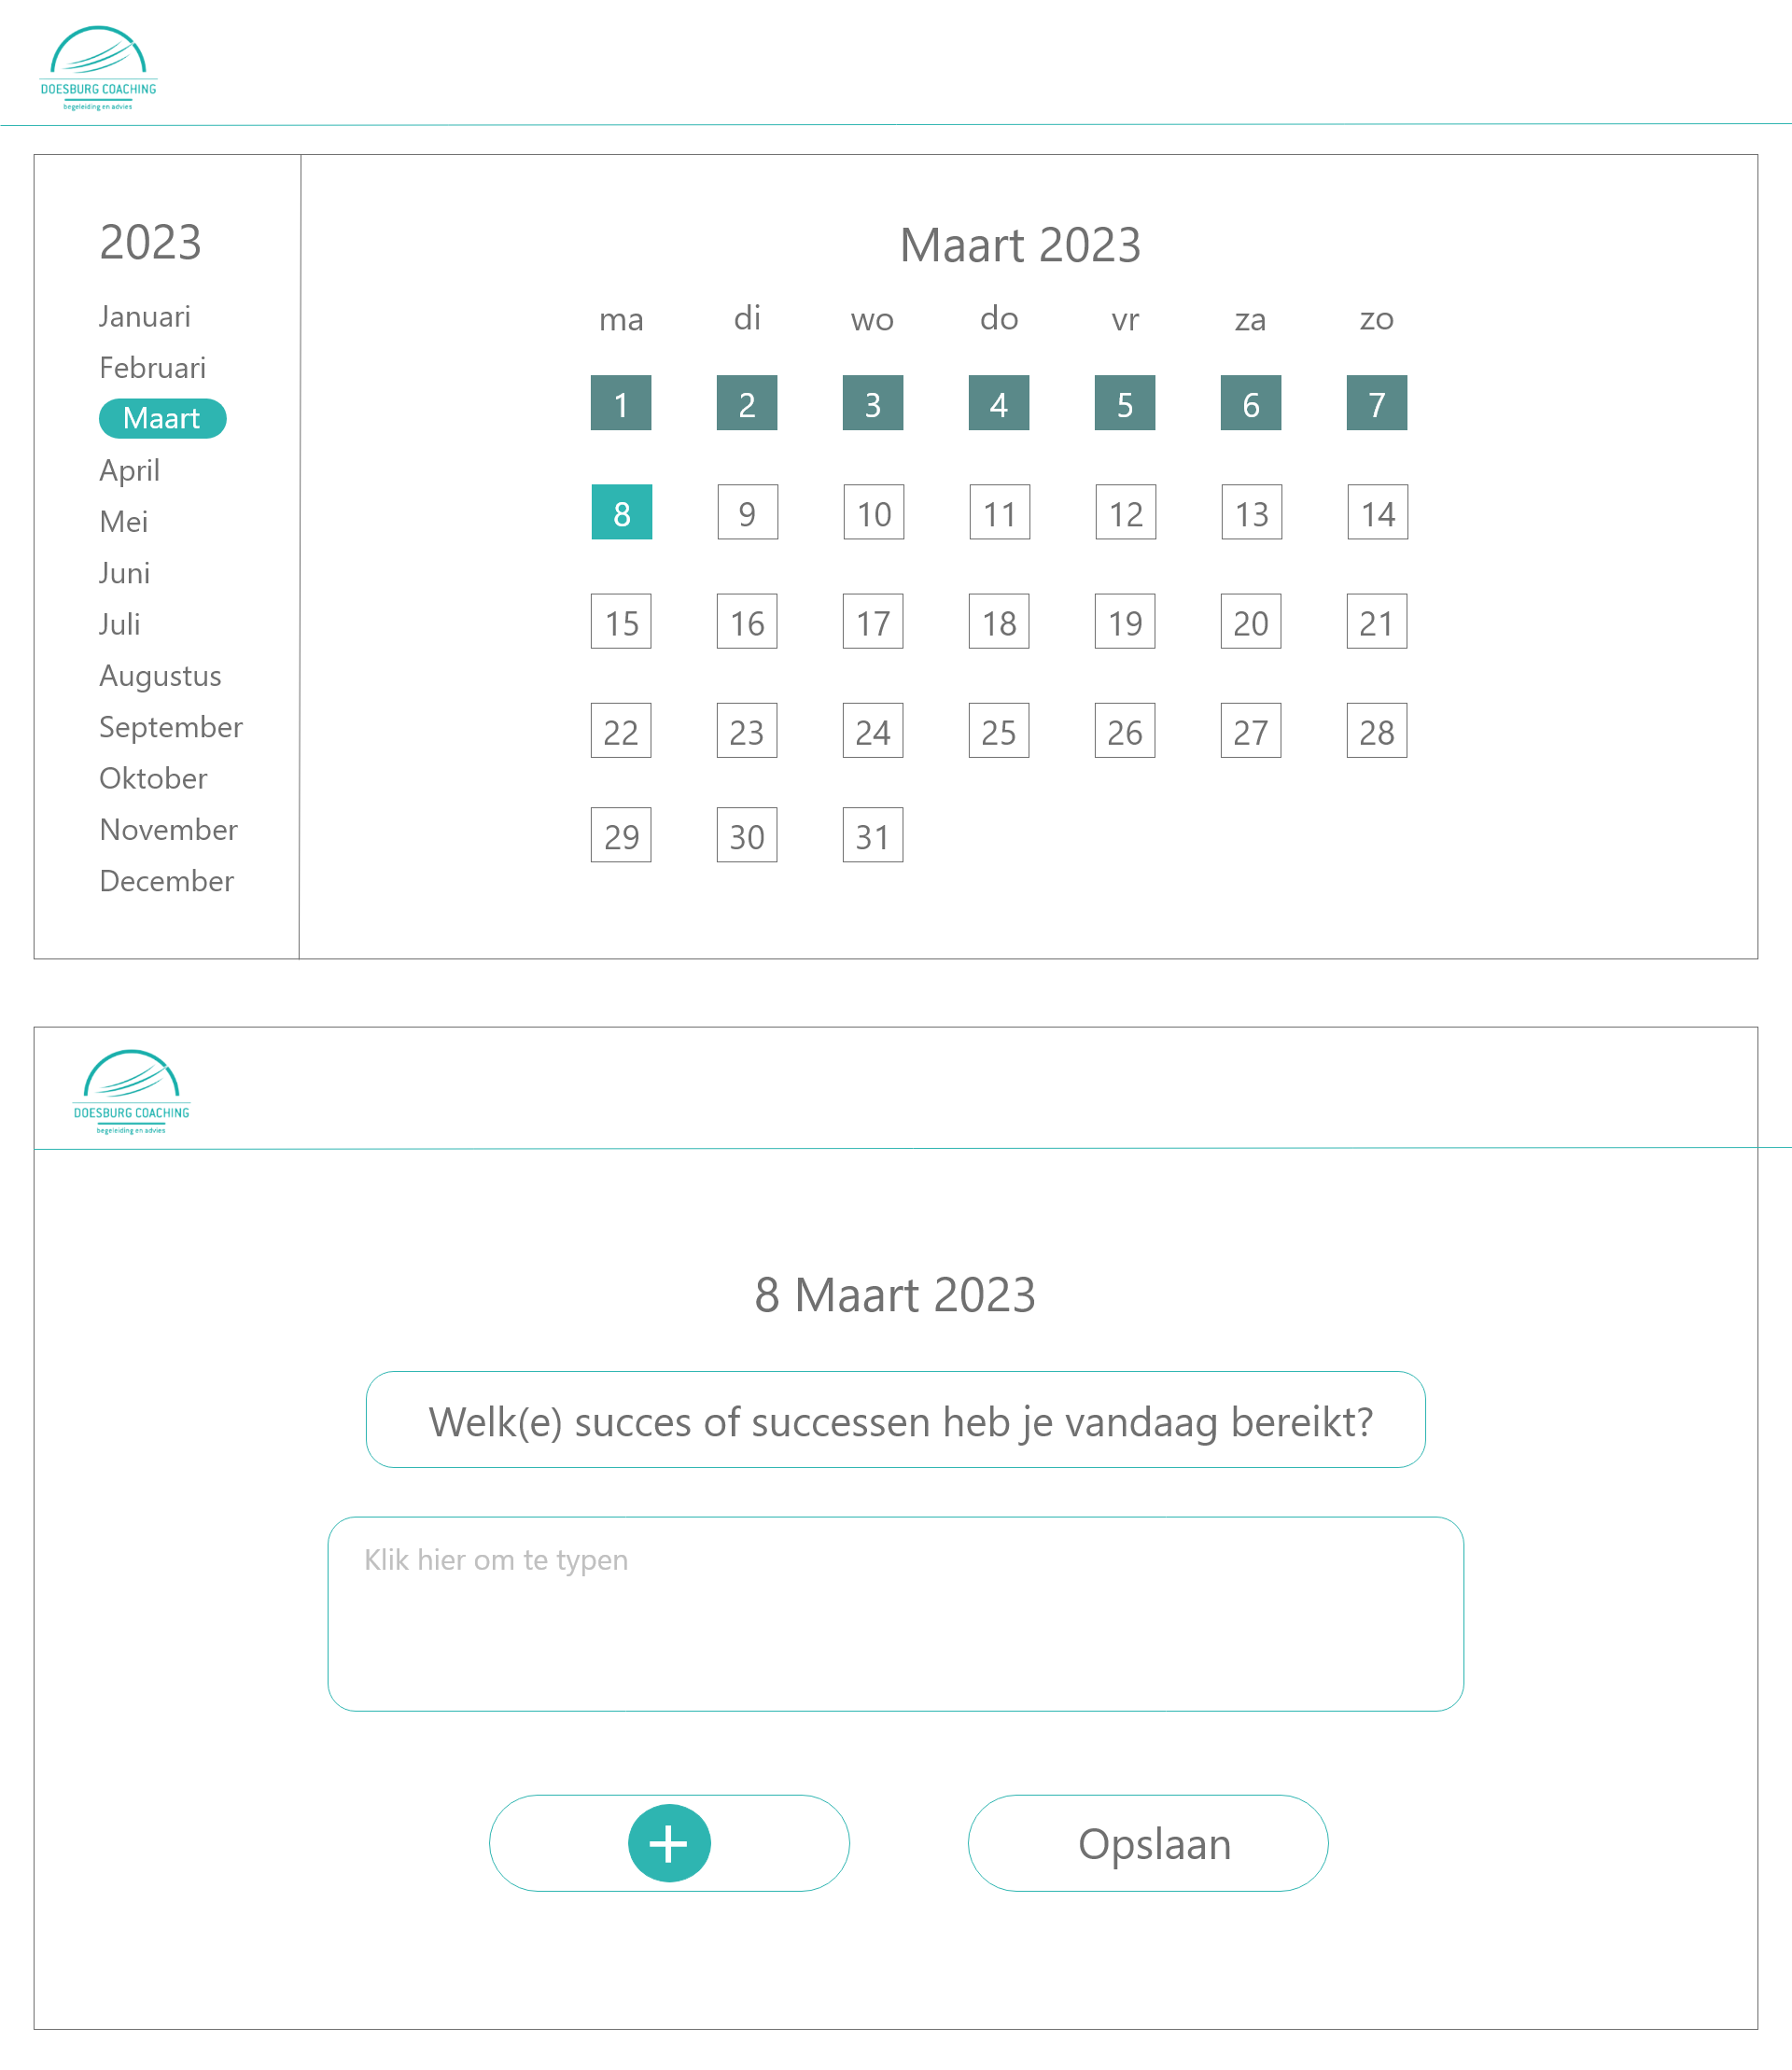 DOESBURG COACHING
begeleiding en advies
2023
Januari
Februari
Maart
April
Mei
Juni
Juli
Augustus
September
Oktober
November
December
Maart 2023
ma di wo do vr za zo
1 2 3 4 5 6 7
8 9 10 11 12 13 14
15 16 17 18 19 20 21
22 23 24 25 26 27 28
29 30 31
DOESBURG COACHING
begeleiding en advies
8 Maart 2023
Welk(e) succes of successen heb je vandaag bereikt?
Klik hier om te typen
+ Opslaan